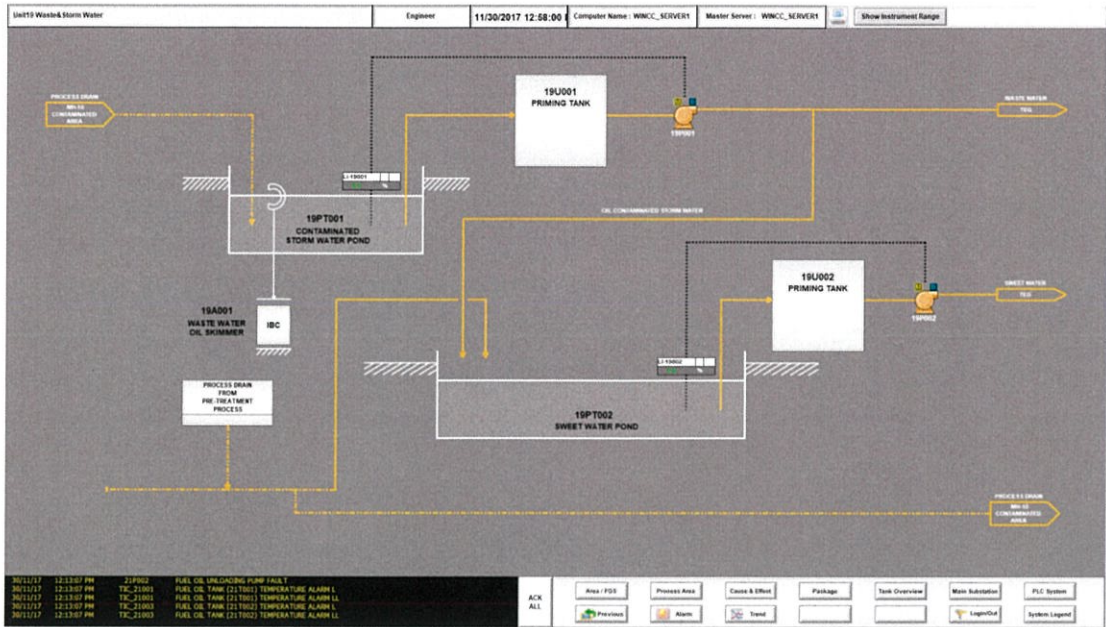 Unit19 Waste& Storm Water
Engineer
11/30/2017 12:58:00
Computer Name : WINCC_SERVER1
Master Server : WINCC_SERVER1
Show Instrument Range
PROCESS DRAIN
CONTAMINATED
AREA
19U001
PRIMING TANK
19P001
WASTE WATER
LI-19001
%
19PT001
CONTAMINATED
STORM WATER POND
OIL CONTAMINATED STORM WATER
19U002
PRIMING TANK
19P002
SWEET WATER
19A001
WASTE WATER
OIL SKIMMER
IBC
LI-19002
%
PROCESS DRAIN
FROM
PRE-TREATMENT
PROCESS
19PT002
SWEET WATER POND
PROCESS DRAIN
CONTAMINATED
AREA
30/11/17 12:13:07 PM 21P002 FUEL OIL UNLOADING PUMP FAULT
30/11/17 12:13:07 PM TIC_21001 FUEL OIL TANK (21T001) TEMPERATURE ALARM L
30/11/17 12:13:07 PM TIC_21001 FUEL OIL TANK (21T001) TEMPERATURE ALARM LL
30/11/17 12:13:07 PM TIC_21003 FUEL OIL TANK (21T002) TEMPERATURE ALARM L
30/11/17 12:13:07 PM TIC_21003 FUEL OIL TANK (21T002) TEMPERATURE ALARM LL
ACK
ALL
Area / FGS
Process Area
Cause & Effect
Package
Tank Overview
Main Substation
PLC System
Previous
Alarm
Trend
Login/Out
System Legend